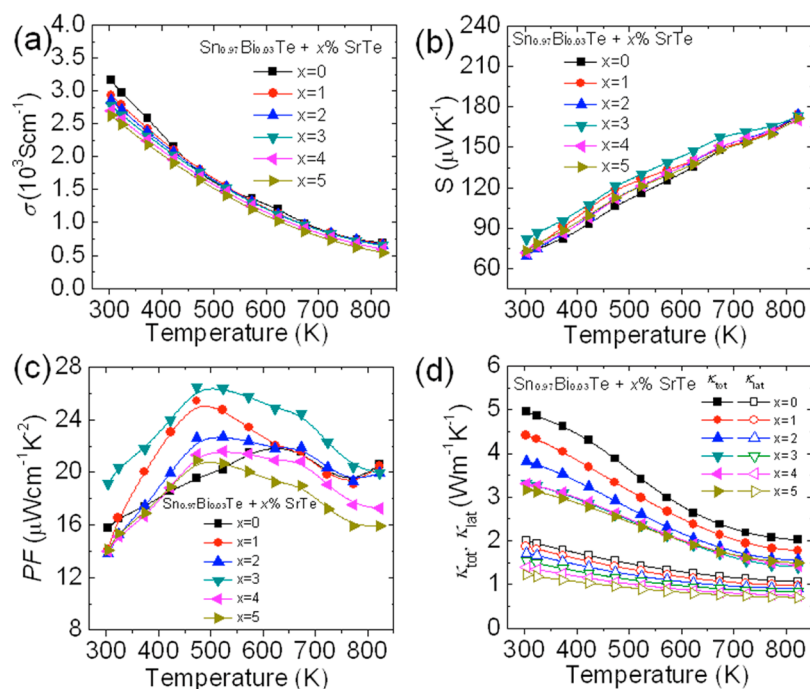 (a)
Sn₀.₉₇Bi₀.₀₃Te + x% SrTe
x=0
x=1
x=2
x=3
x=4
x=5
4.0
3.5
3.0
2.5
2.0
1.5
1.0
0.5
0.0
σ(10³Scm⁻¹)
300 400 500 600 700 800
Temperature (K)
(b)
Sn₀.₉₇Bi₀.₀₃Te + x% SrTe
x=0
x=1
x=2
x=3
x=4
x=5
240
210
180
150
120
90
60
S (μVK⁻¹)
300 400 500 600 700 800
Temperature (K)
(c)
28
24
20
16
12
8
PF(μWcm⁻¹K⁻²)
Sn₀.₉₇Bi₀.₀₃Te + x% SrTe
x=0
x=1
x=2
x=3
x=4
x=5
300 400 500 600 700 800
Temperature (K)
(d)
Sn₀.₉₇Bi₀.₀₃Te + x% SrTe
κtot κlat
x=0
x=1
x=2
x=3
x=4
x=5
7
6
5
4
3
2
1
0
κtot, κlat (Wm⁻¹K⁻¹)
300 400 500 600 700 800
Temperature (K)